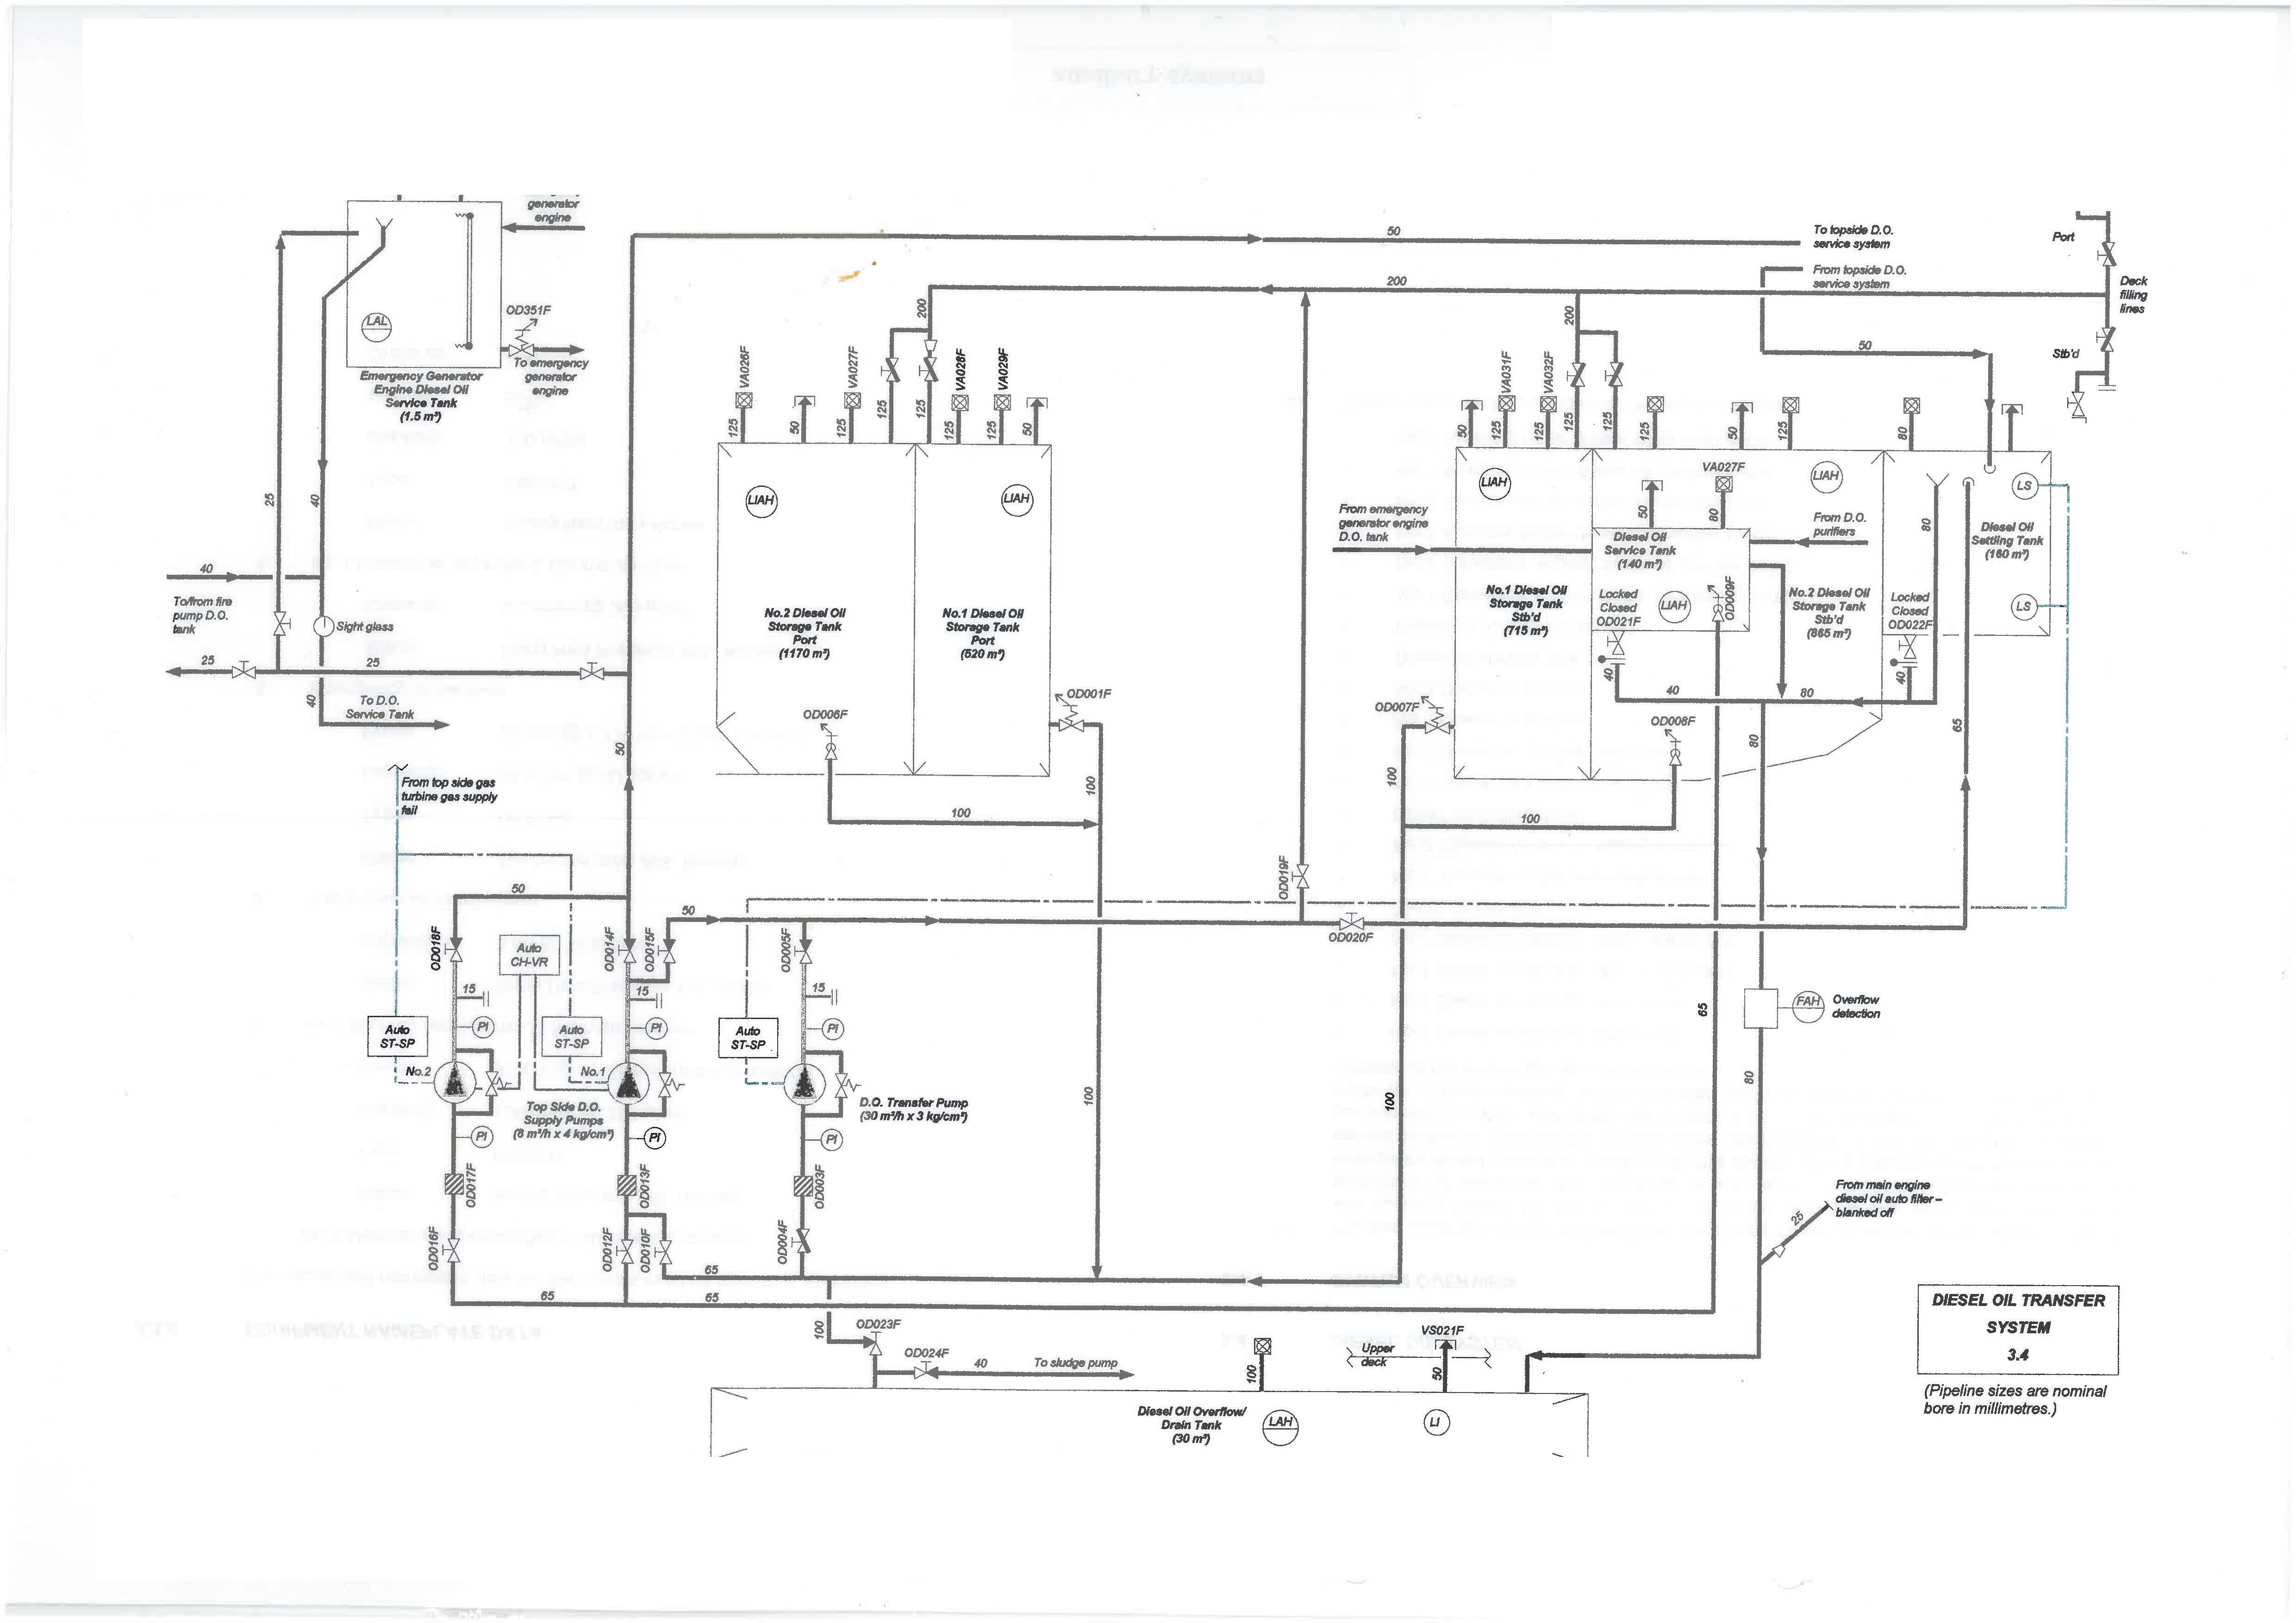 generator
engine
OD351F
To emergency
generator
engine
LAL
Emergency Generator
Engine Diesel Oil
Service Tank
(1.5 m³)
25
40
40
To/from fire
pump D.O.
tank
Sight glass
25
25
40
To D.O.
Service Tank
50
From top side gas
turbine gas supply
fail
50
To topside D.O.
service system
From topside D.O.
service system
Port
Deck
filling
lines
Stb'd
200
200
200
50
VA026F
VA027F
VA028F
VA029F
125
50
125
125
125
125
125
50
LIAH
LIAH
No.2 Diesel Oil
Storage Tank
Port
(1170 m³)
No.1 Diesel Oil
Storage Tank
Port
(520 m³)
OD006F
OD001F
100
100
100
VA031F
VA032F
50
125
125
125
125
125
50
125
80
LIAH
VA027F
LIAH
LS
From emergency
generator engine
D.O. tank
50
80
From D.O.
purifiers
80
Diesel Oil
Settling Tank
(160 m³)
Diesel Oil
Service Tank
(140 m³)
No.1 Diesel Oil
Storage Tank
Stb'd
(715 m³)
Locked
Closed
OD021F
LIAH
OD009F
No.2 Diesel Oil
Storage Tank
Stb'd
(865 m³)
Locked
Closed
OD022F
LS
40
40
40
80
OD007F
OD008F
80
65
100
100
100
OD019F
OD020F
50
50
OD018F
OD014F
OD015F
OD005F
Auto
CH-VR
15
15
15
Auto
ST-SP
PI
Auto
ST-SP
PI
Auto
ST-SP
PI
No.2
No.1
Top Side D.O.
Supply Pumps
(8 m³/h x 4 kg/cm²)
D.O. Transfer Pump
(30 m³/h x 3 kg/cm²)
PI
PI
PI
OD017F
OD013F
OD003F
OD016F
OD012F
OD010F
OD004F
65
65
65
65
FAH
Overflow
detection
80
From main engine
diesel oil auto filter –
blanked off
25
100
OD023F
OD024F
40
To sludge pump
100
Upper
deck
VS021F
50
Diesel Oil Overflow/
Drain Tank
(30 m³)
LAH
LI
DIESEL OIL TRANSFER
SYSTEM
3.4
(Pipeline sizes are nominal
bore in millimetres.)